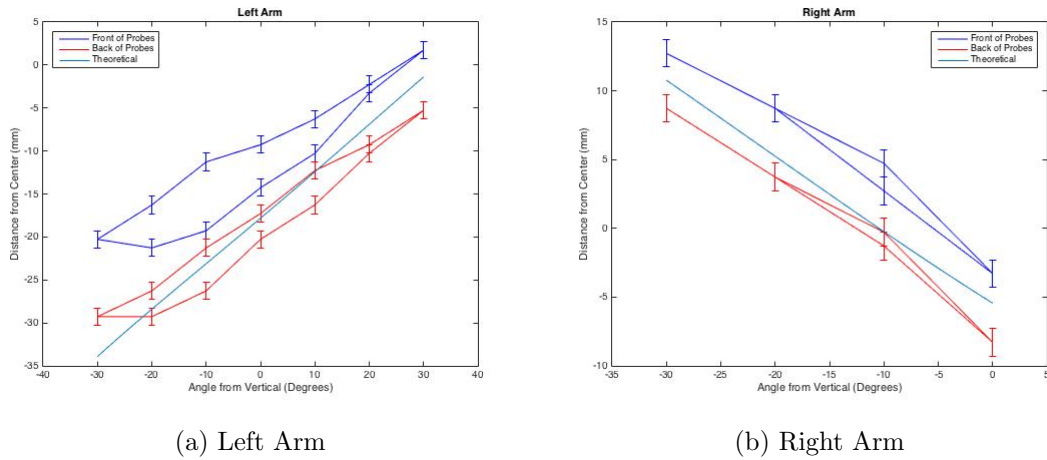 Left Arm
Front of Probes
Back of Probes
Theoretical
5
0
-5
-10
-15
-20
-25
-30
-35
Distance from Center (mm)
-40
-30
-20
-10
0
10
20
30
40
Angle from Vertical (Degrees)
(a) Left Arm
Right Arm
Front of Probes
Back of Probes
Theoretical
15
10
5
0
-5
-10
Distance from Center (mm)
-35
-30
-25
-20
-15
-10
-5
0
5
Angle from Vertical (Degrees)
(b) Right Arm